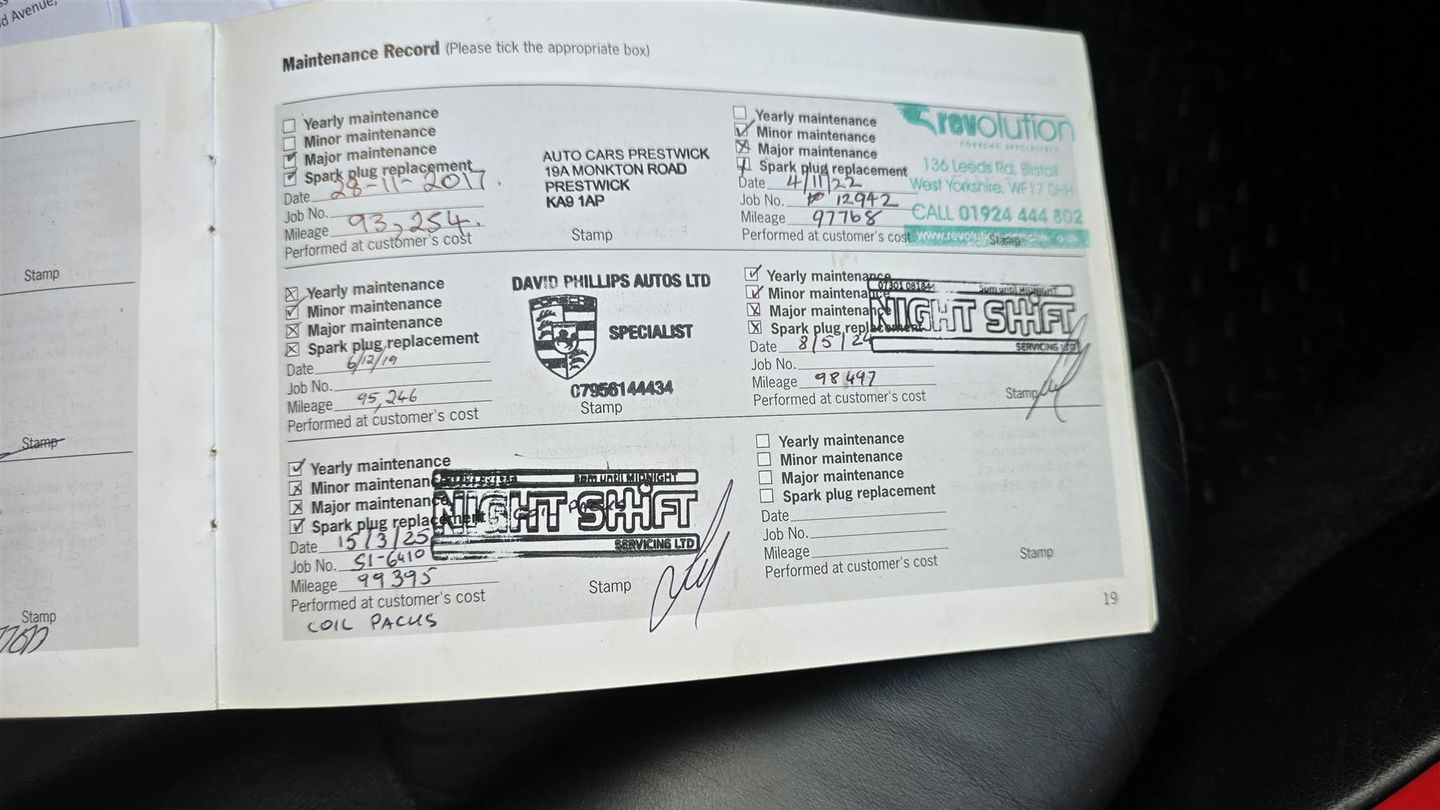 d Avenue,
Stamp
Stamp
Stamp
Maintenance Record (Please tick the appropriate box)
Yearly maintenance
Minor maintenance
Major maintenance
Spark plug replacement
Date 28-11-2017.
Job No.
Mileage 93,254.
Performed at customer's cost
AUTO CARS PRESTWICK
19A MONKTON ROAD
PRESTWICK
KA9 1AP
Stamp
Yearly maintenance
Minor maintenance
Major maintenance
Spark plug replacement
Date 4/11/22
Job No. 12942
Mileage 97768
Performed at customer's cost
revolution
PORSCHE SPECIALISTS
136 Leeds Rd, Birstall
West Yorkshire, WF17 0HH
CALL 01924 444 802
Stamp
Yearly maintenance
Minor maintenance
Major maintenance
Spark plug replacement
Date 6/12/19
Job No.
Mileage 95,246
Performed at customer's cost
DAVID PHILLIPS AUTOS LTD
SPECIALIST
07956144434
Stamp
Yearly maintenance
Minor maintenance
Major maintenance
Spark plug replacement
Date 8/5/24
Job No.
Mileage 98497
Performed at customer's cost
5pm until MIDNIGHT
NIGHT SHIFT
SERVICING LTD
Stamp
Yearly maintenance
Minor maintenance
Major maintenance
Spark plug replacement
Date 15/3/25
Job No. S1-6410
Mileage 99395
Performed at customer's cost
COIL PACKS
5pm until MIDNIGHT
NIGHT SHIFT
SERVICING LTD
Stamp
Yearly maintenance
Minor maintenance
Major maintenance
Spark plug replacement
Date
Job No.
Mileage
Performed at customer's cost
Stamp
19